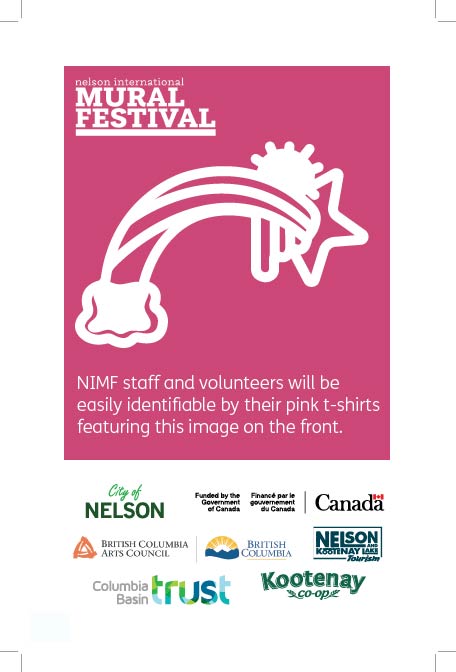 nelson international
MURAL
FESTIVAL
NIMF staff and volunteers will be
easily identifiable by their pink t-shirts
featuring this image on the front.
City of
NELSON
Funded by the
Government
of Canada
Financé par le
gouvernement
du Canada
Canada
BRITISH COLUMBIA
ARTS COUNCIL
BRITISH
COLUMBIA
NELSON
AND
KOOTENAY LAKE
Tourism
Columbia
Basin
trust
Kootenay
co-op